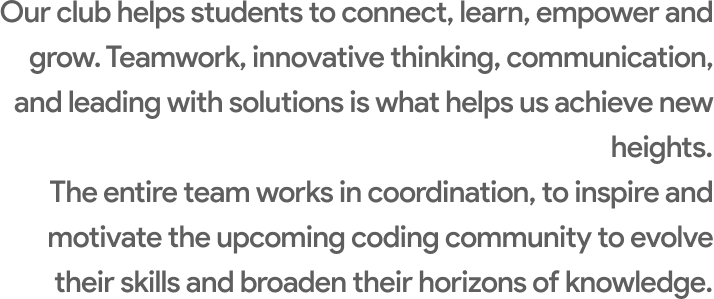 Our club helps students to connect, learn, empower and
grow. Teamwork, innovative thinking, communication,
and leading with solutions is what helps us achieve new
heights.
The entire team works in coordination, to inspire and
motivate the upcoming coding community to evolve
their skills and broaden their horizons of knowledge.